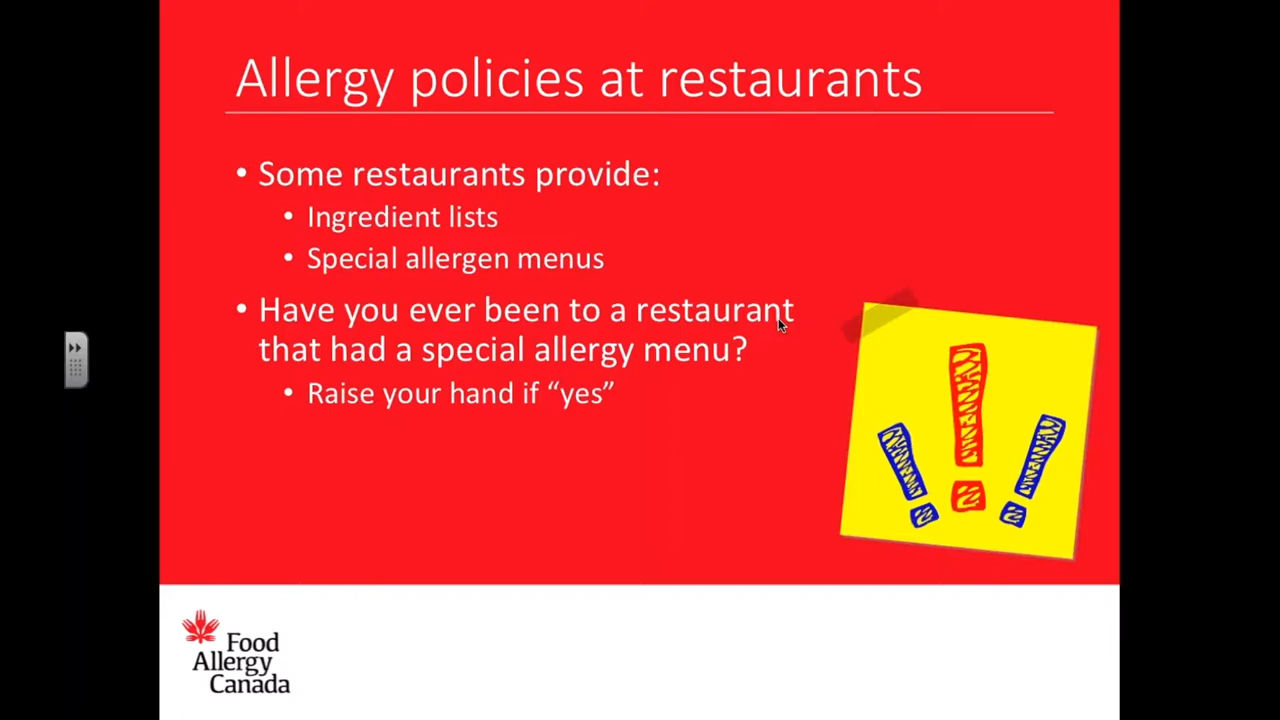 Allergy policies at restaurants
• Some restaurants provide:
• Ingredient lists
• Special allergen menus
• Have you ever been to a restaurant
that had a special allergy menu?
• Raise your hand if “yes”
! ! !
Food
Allergy
Canada